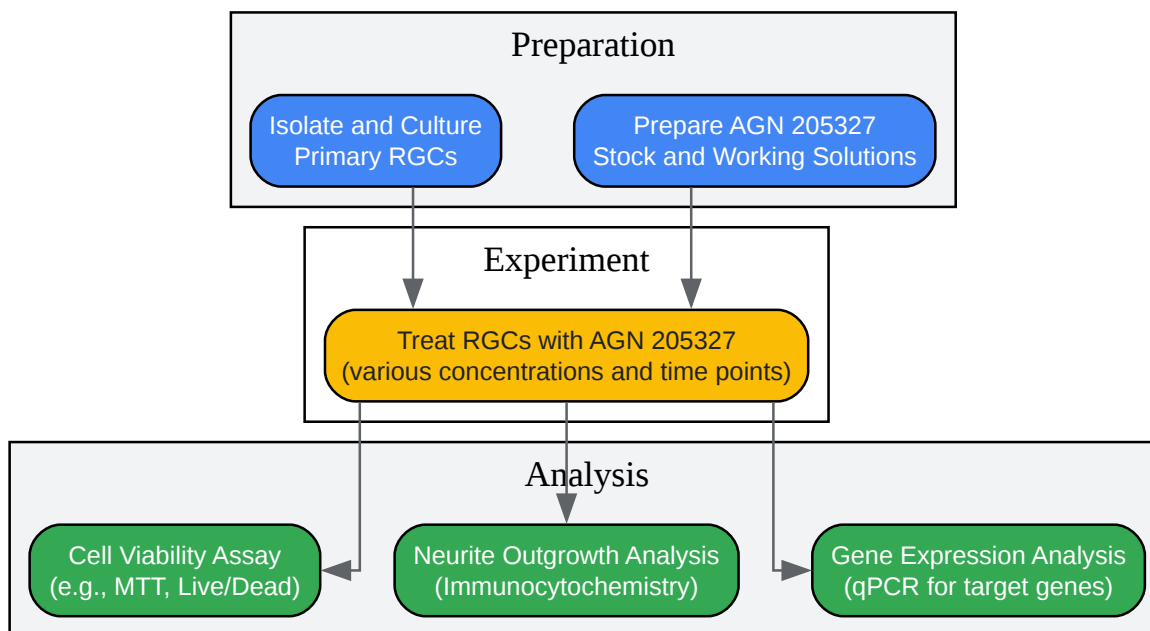 Preparation
Isolate and Culture
Primary RGCs
Prepare AGN 205327
Stock and Working Solutions
Experiment
Treat RGCs with AGN 205327
(various concentrations and time points)
Analysis
Cell Viability Assay
(e.g., MTT, Live/Dead)
Neurite Outgrowth Analysis
(Immunocytochemistry)
Gene Expression Analysis
(qPCR for target genes)